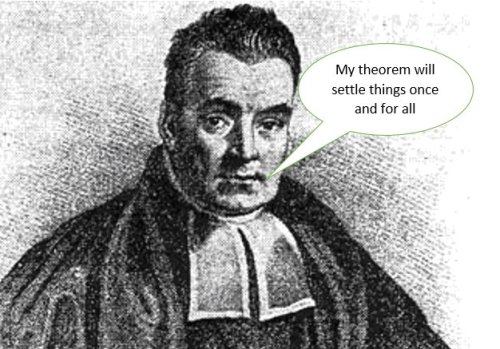 My theorem will
settle things once
and for all